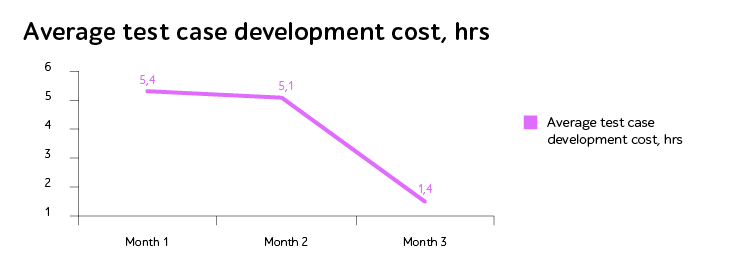 Average test case development cost, hrs
6
5,4
5,1
5
Average test case
development cost, hrs
4
3
2
1,4
1
Month 1 Month 2 Month 3